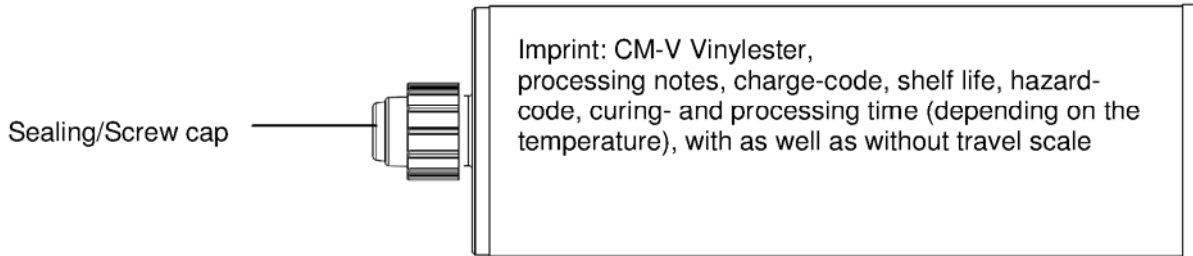 Imprint: CM-V Vinylester,
processing notes, charge-code, shelf life, hazard-
code, curing- and processing time (depending on the
temperature), with as well as without travel scale
Sealing/Screw cap